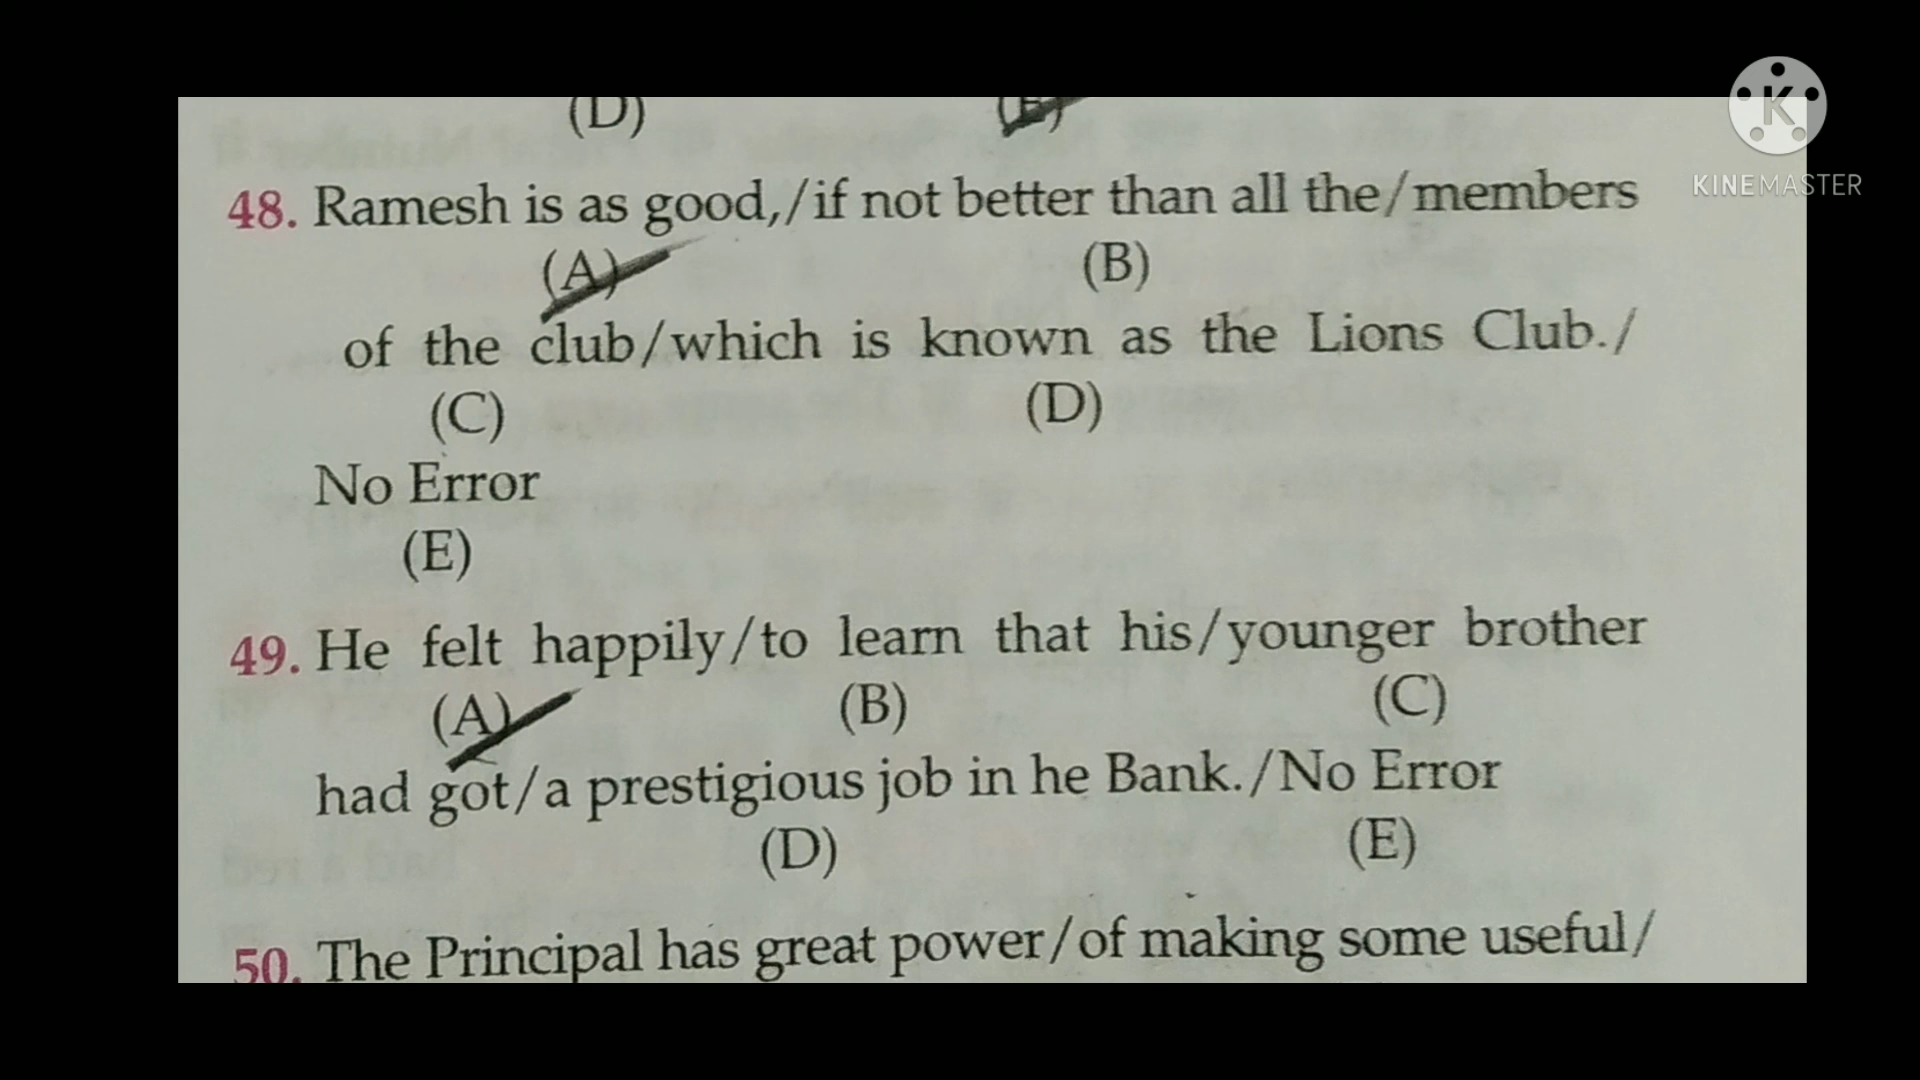 (D) (E)
KINEMASTER
48. Ramesh is as good,/if not better than all the/members
(A) (B)
of the club/which is known as the Lions Club./
(C) (D)
No Error
(E)
49. He felt happily/to learn that his/younger brother
(A) (B) (C)
had got/a prestigious job in he Bank./No Error
(D) (E)
50. The Principal has great power/of making some useful/